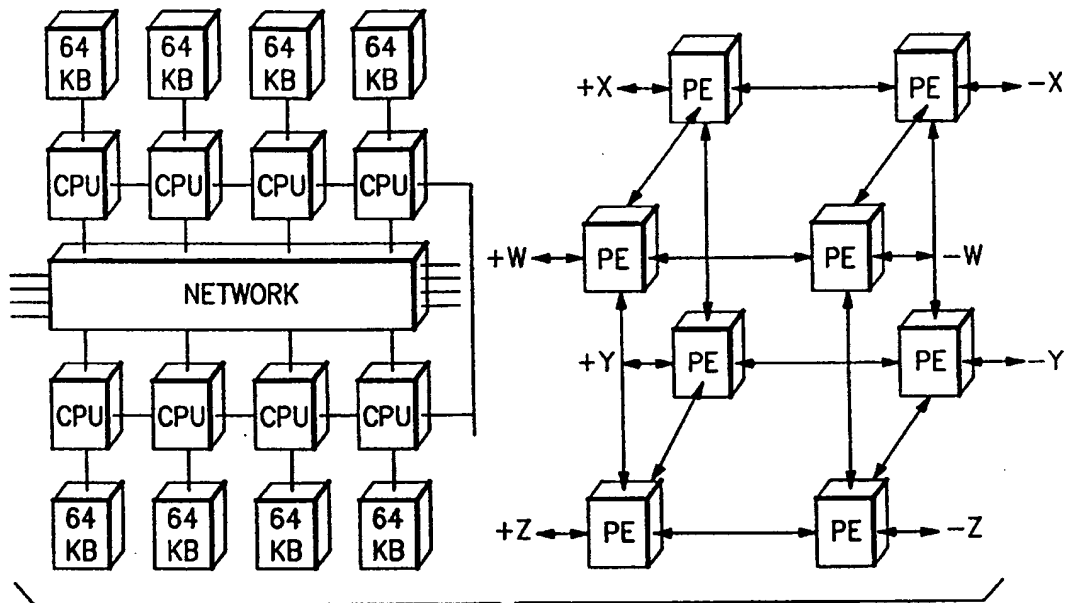 64 KB
64 KB
64 KB
64 KB
CPU
CPU
CPU
CPU
NETWORK
CPU
CPU
CPU
CPU
64 KB
64 KB
64 KB
64 KB
+X
PE
PE
-X
+W
PE
PE
-W
+Y
PE
PE
-Y
+Z
PE
PE
-Z